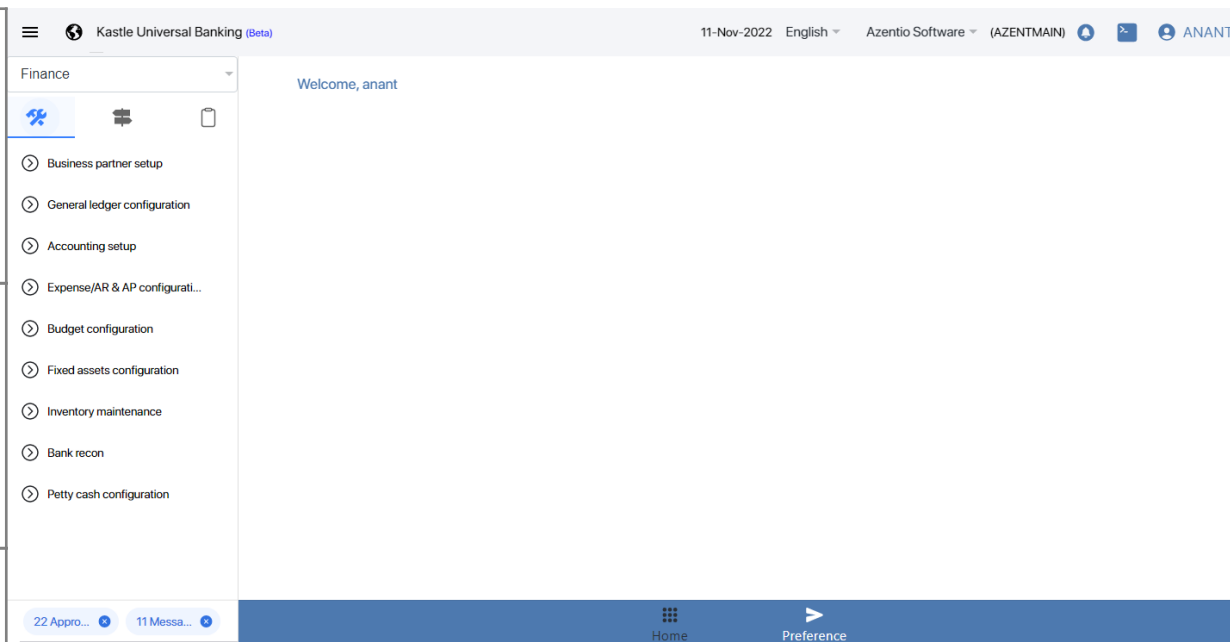 Kastle Universal Banking (Beta)
11-Nov-2022 English Azentio Software (AZENTMAIN) ANANT
Finance
Welcome, anant
Business partner setup
General ledger configuration
Accounting setup
Expense/AR & AP configurati...
Budget configuration
Fixed assets configuration
Inventory maintenance
Bank recon
Petty cash configuration
22 Appro... 11 Messa...
Home Preference